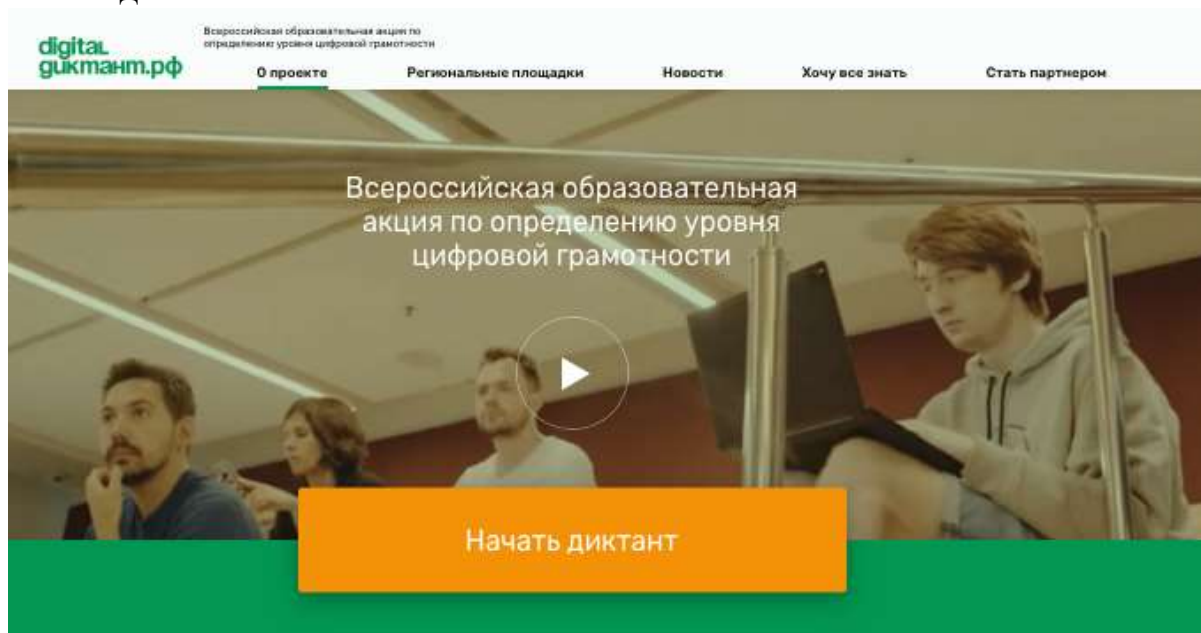 digital
диктант.рф
Всероссийская образовательная акция по
определению уровня цифровой грамотности
О проекте Региональные площадки Новости Хочу все знать Стать партнером
Всероссийская образовательная
акция по определению уровня
цифровой грамотности
Начать диктант